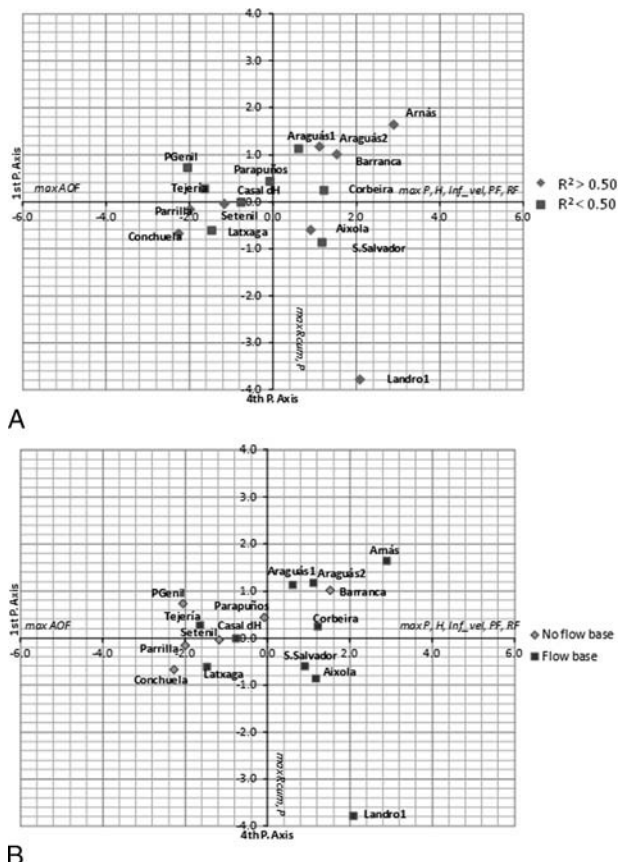 4.0
3.0
2.0
1.0
0.0
-1.0
-2.0
-3.0
-4.0
-6.0 -4.0 -2.0 0.0 2.0 4.0 6.0
1st P. Axis
4th P. Axis
max AOF
max P, H, Inf_vel, PF, RF
maxRcum, P
Arnás
Araguás1
Araguás2
Barranca
PGenil
Parapuños
Tejería
Casal dH
Corbeira
Parrilla
Setenil
Conchuela
Latxaga
Aixola
S.Salvador
Landro1
R² > 0.50
R² < 0.50
A
4.0
3.0
2.0
1.0
0.0
-1.0
-2.0
-3.0
-4.0
-6.0 -4.0 -2.0 0.0 2.0 4.0 6.0
1st P. Axis
4th P. Axis
max AOF
max P, H, Inf_vel, PF, RF
maxRcum, P
Arnás
Araguás1
Araguás2
Barranca
PGenil
Parapuños
Tejería
Corbeira
Setenil
Casal dH
Parrilla
S.Salvador
Conchuela
Latxaga
Aixola
Landro1
No flow base
Flow base
B